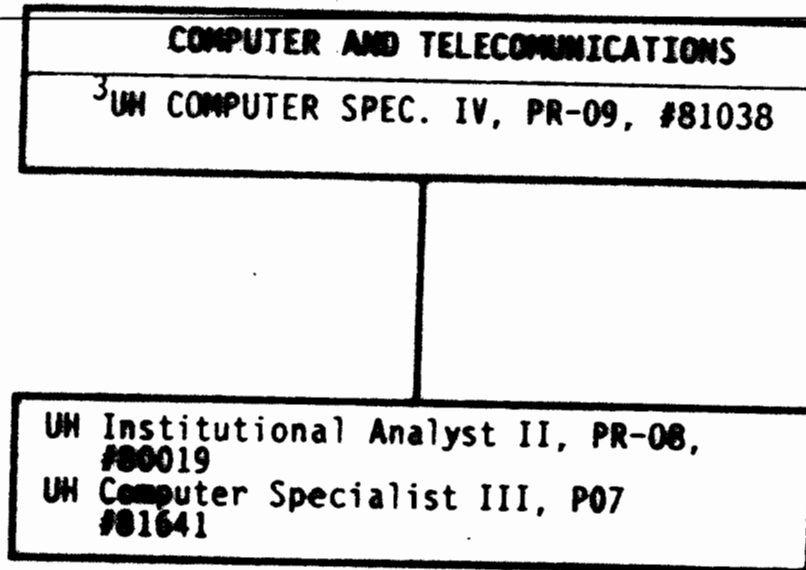 COMPUTER AND TELECOMUNICATIONS
³UH COMPUTER SPEC. IV, PR-09, #81038
UH Institutional Analyst II, PR-08,
#80019
UH Computer Specialist III, P07
#81641